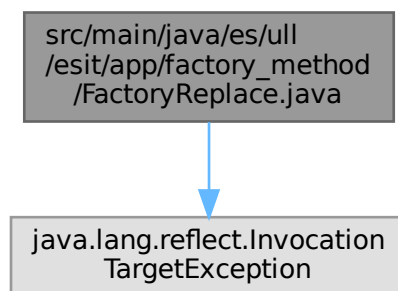 src/main/java/es/ull
/esit/app/factory_method
/FactoryReplace.java
java.lang.reflect.Invocation
TargetException